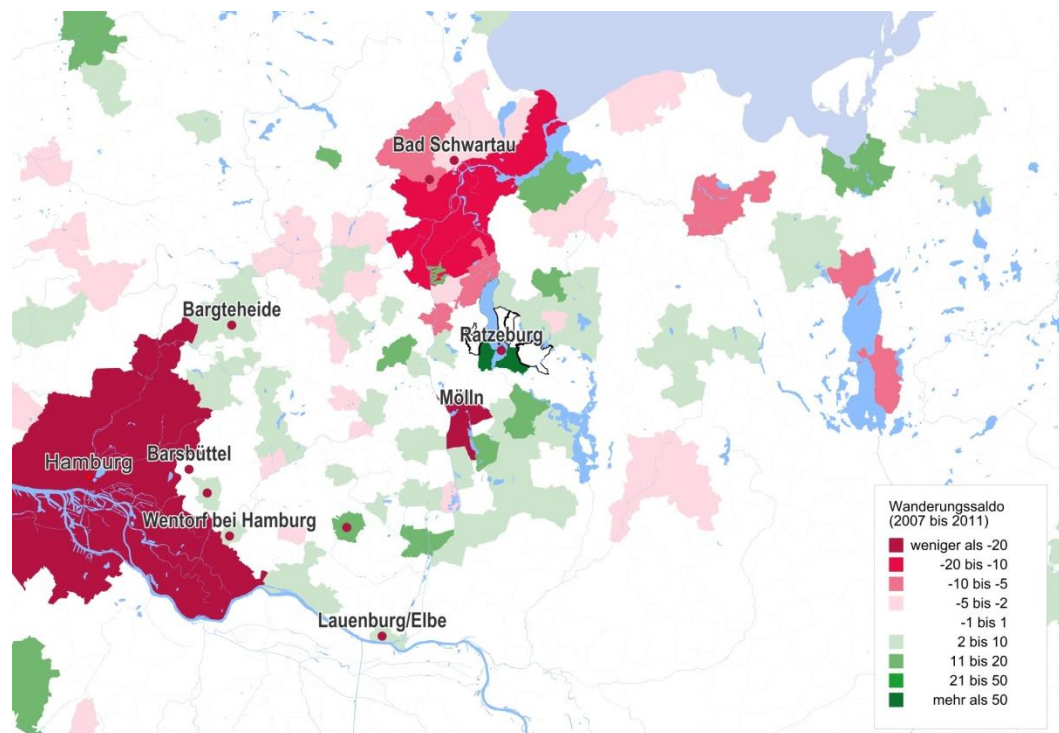 Bad Schwartau
Bargteheide
Ratzeburg
Mölln
Barsbüttel
Hamburg
Wentorf bei Hamburg
Lauenburg/Elbe
Wanderungssaldo
(2007 bis 2011)
weniger als -20
-20 bis -10
-10 bis -5
-5 bis -2
-1 bis 1
2 bis 10
11 bis 20
21 bis 50
mehr als 50